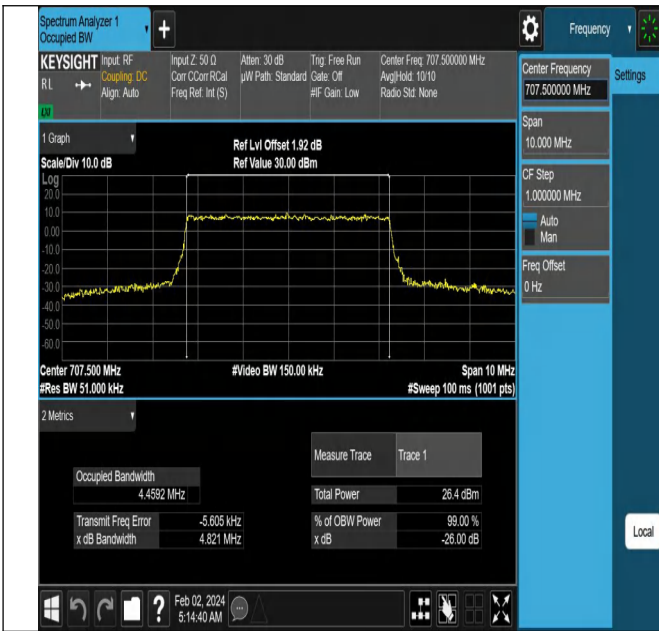 Spectrum Analyzer 1
Occupied BW
Frequency
KEYSIGHT
RL
Input: RF
Coupling: DC
Align: Auto
Input Z: 50 Ω
Corr CCorr RCal
Freq Ref: Int (S)
Atten: 30 dB
µW Path: Standard
Trig: Free Run
Gate: Off
#IF Gain: Low
Center Freq: 707.500000 MHz
Avg|Hold: 10/10
Radio Std: None
Center Frequency
707.500000 MHz
Settings
Span
10.000 MHz
CF Step
1.000000 MHz
Auto
Man
Freq Offset
0 Hz
1 Graph
Scale/Div 10.0 dB
Ref Lvl Offset 1.92 dB
Ref Value 30.00 dBm
Log
20.0
10.0
0.00
-10.0
-20.0
-30.0
-40.0
-50.0
-60.0
Center 707.500 MHz
#Video BW 150.00 kHz
Span 10 MHz
#Res BW 51.000 kHz
#Sweep 100 ms (1001 pts)
2 Metrics
Measure Trace
Trace 1
Occupied Bandwidth
4.4592 MHz
Total Power
26.4 dBm
Transmit Freq Error
-5.605 kHz
% of OBW Power
99.00 %
x dB Bandwidth
4.821 MHz
x dB
-26.00 dB
Local
?
Feb 02, 2024
5:14:40 AM